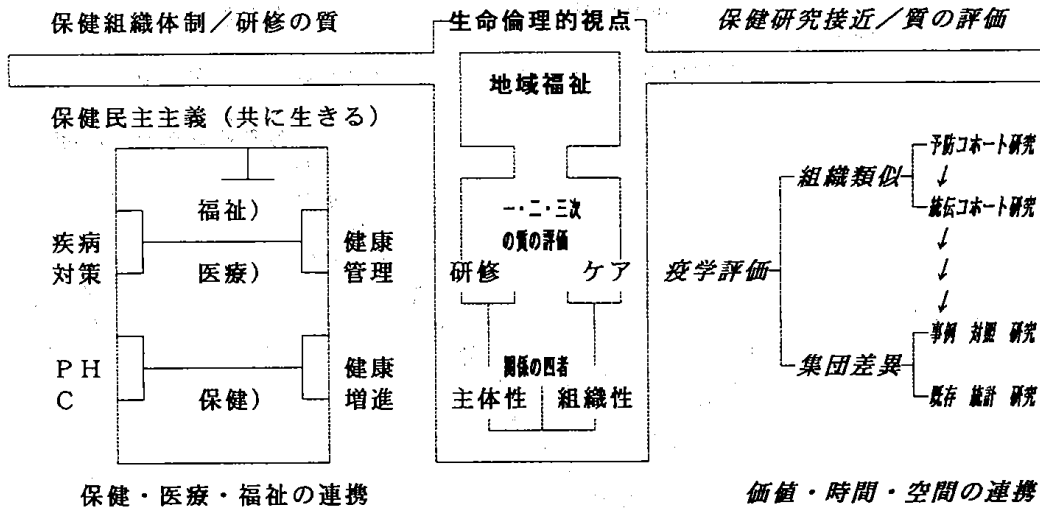 保健組織体制／研修の質
生命倫理的視点
保健研究接近／質の評価
地域福祉
保健民主主義（共に生きる）
福祉）
疾病
対策
医療）
健康
管理
ＰＨ
Ｃ
保健）
健康
増進
保健・医療・福祉の連携
一・二・三次
の質の評価
研修
ケア
関係の四者
主体性
組織性
疫学評価
組織類似
予防コホート研究
↓
統伝コホート研究
↓
↓
↓
集団差異
事例 対照 研究
既存 統計 研究
価値・時間・空間の連携